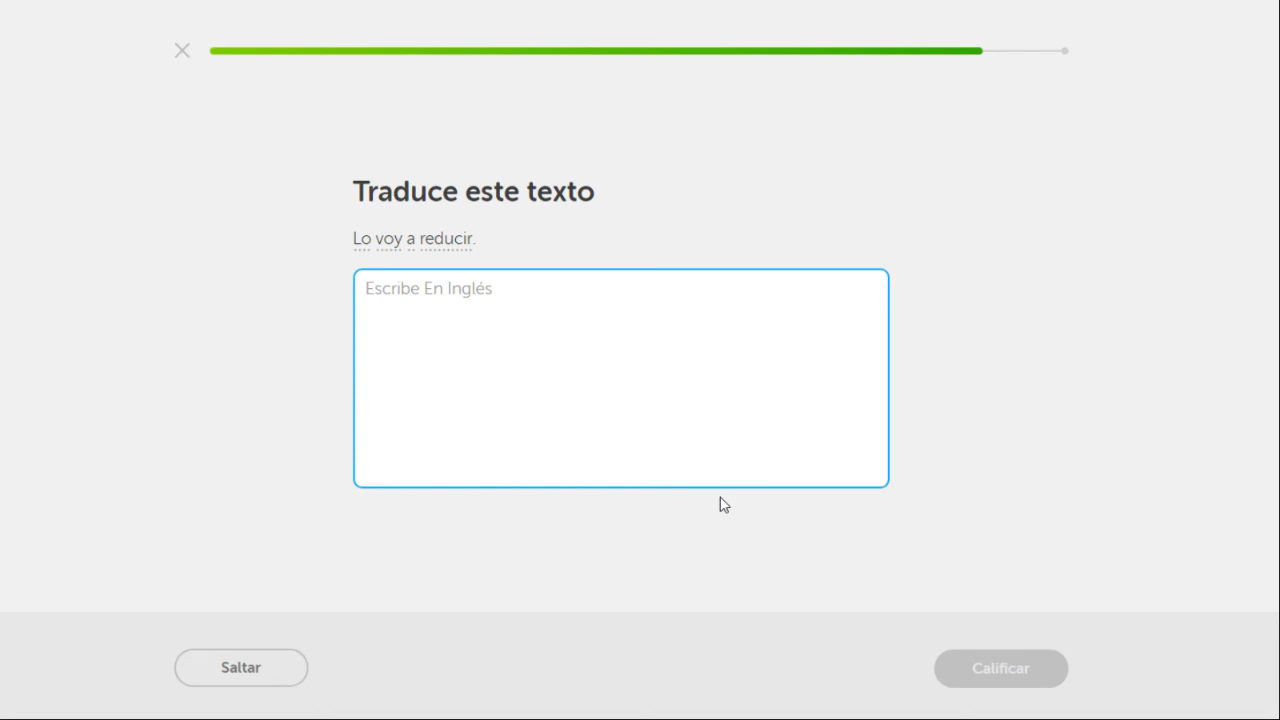 Traduce este texto
Lo voy a reducir.
Escribe En Inglés
Saltar
Calificar